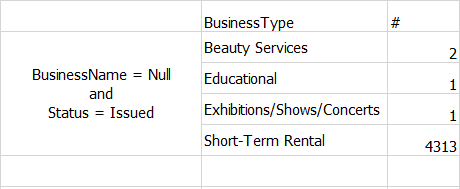 BusinessType #
Beauty Services 2
BusinessName = Null
and
Status = Issued
Educational 1
Exhibitions/Shows/Concerts 1
Short-Term Rental 4313